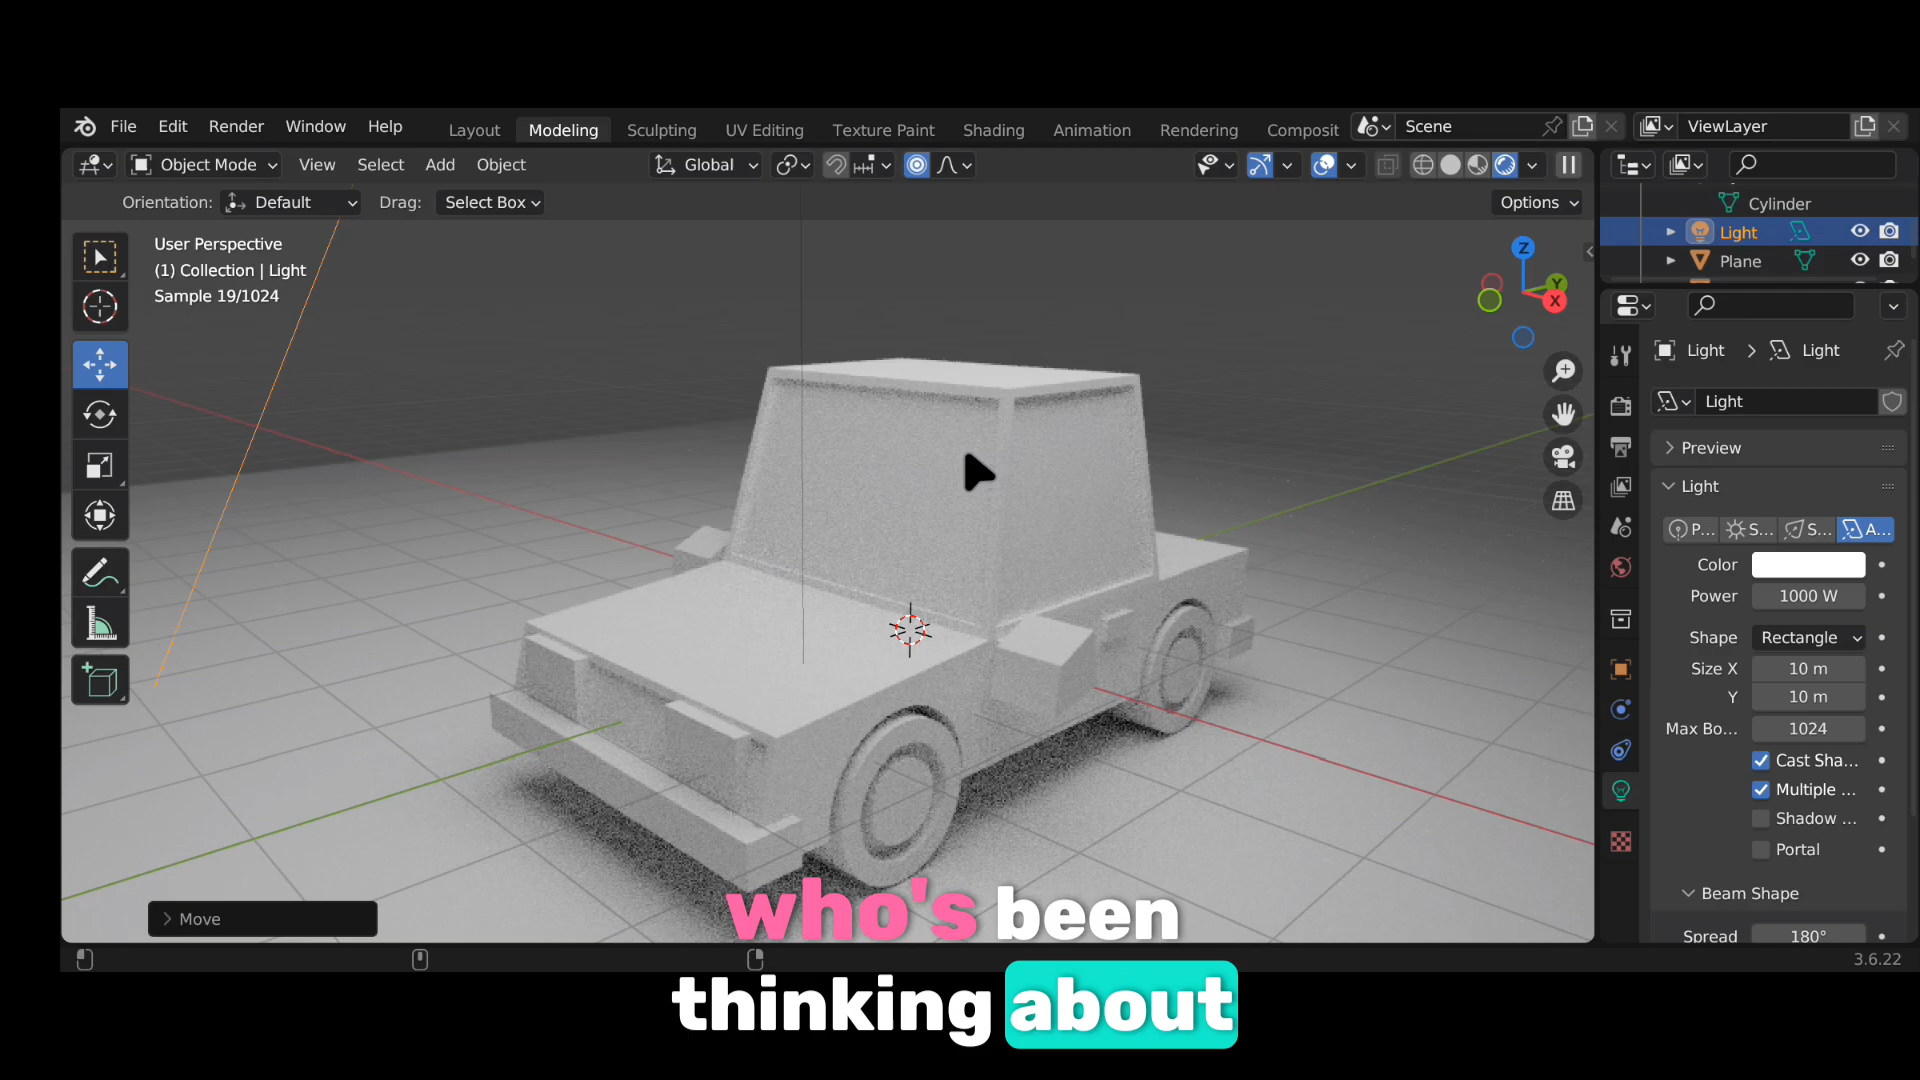 File Edit Render Window Help Layout Modeling Sculpting UV Editing Texture Paint Shading Animation Rendering Composit Scene ViewLayer
Object Mode View Select Add Object Global
Orientation: Default Drag: Select Box Options
Cylinder
Light
Plane
User Perspective
(1) Collection | Light
Sample 19/1024
Z
Y
X
Light Light
Light
Preview
Light
P... S... S... A...
Color
Power 1000 W
Shape Rectangle
Size X 10 m
Y 10 m
Max Bo... 1024
Cast Sha...
Multiple ...
Shadow ...
Portal
Beam Shape
Spread 180°
Move
3.6.22
who's been
thinking about